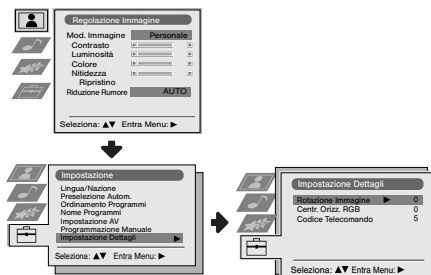 Regolazione Immagine
Mod. Immagine Personale
Contrasto
Luminosità
Colore
Nitidezza
Ripristino
Riduzione Rumore AUTO
Seleziona: ▲▼ Entra Menu: ▶
Impostazione
Lingua/Nazione
Preselezione Autom.
Ordinamento Programmi
Nome Programmi
Impostazione AV
Programmazione Manuale
Impostazione Dettagli ▶
Seleziona: ▲▼ Entra Menu: ▶
Impostazione Dettagli
Rotazione Immagine ▶ 0
Centr. Orizz. RGB 0
Codice Telecomando 5
Seleziona: ▲▼ Entra Menu: ▶